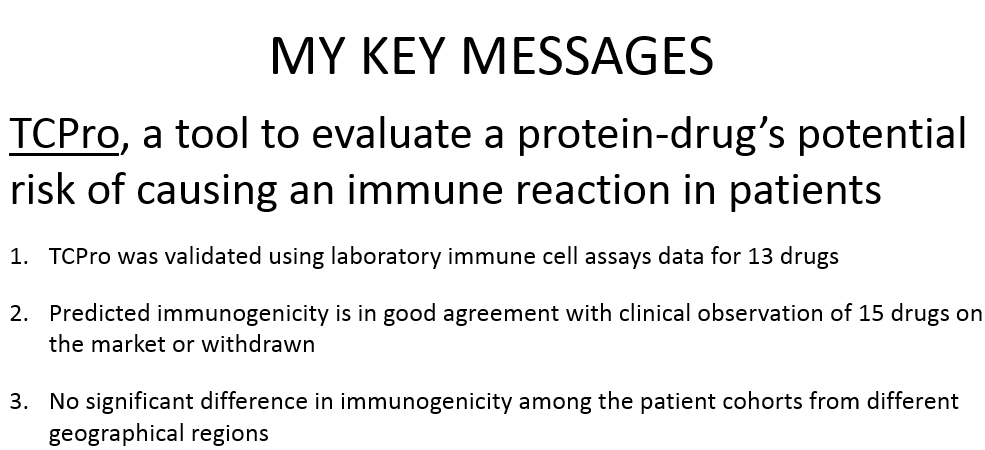 MY KEY MESSAGES
TCPro, a tool to evaluate a protein-drug's potential
risk of causing an immune reaction in patients
1. TCPro was validated using laboratory immune cell assays data for 13 drugs
2. Predicted immunogenicity is in good agreement with clinical observation of 15 drugs on
the market or withdrawn
3. No significant difference in immunogenicity among the patient cohorts from different
geographical regions